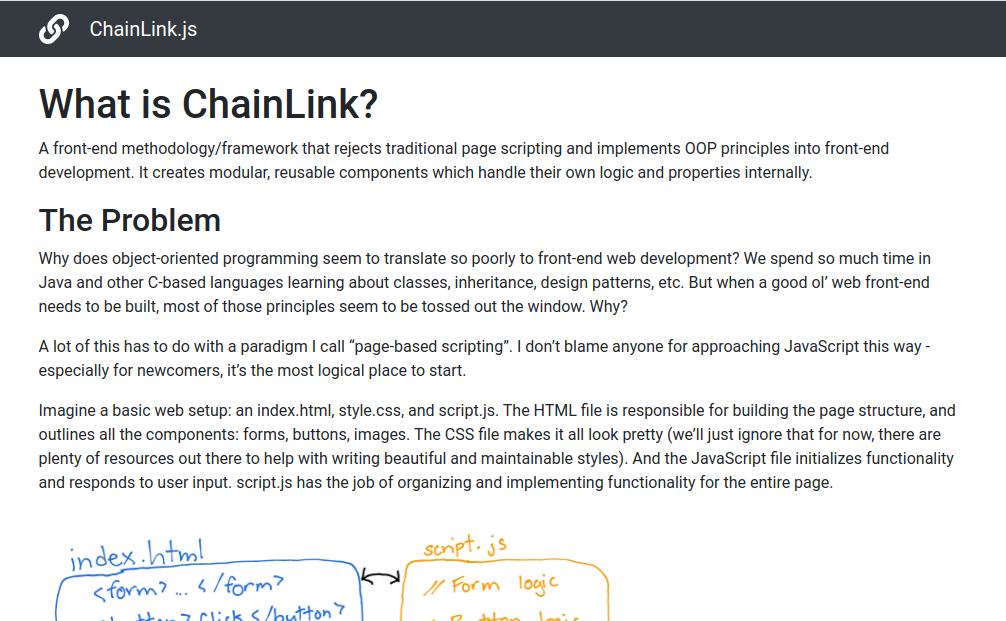 ChainLink.js
What is ChainLink?
A front-end methodology/framework that rejects traditional page scripting and implements OOP principles into front-end
development. It creates modular, reusable components which handle their own logic and properties internally.
The Problem
Why does object-oriented programming seem to translate so poorly to front-end web development? We spend so much time in
Java and other C-based languages learning about classes, inheritance, design patterns, etc. But when a good ol’ web front-end
needs to be built, most of those principles seem to be tossed out the window. Why?
A lot of this has to do with a paradigm I call “page-based scripting”. I don’t blame anyone for approaching JavaScript this way -
especially for newcomers, it’s the most logical place to start.
Imagine a basic web setup: an index.html, style.css, and script.js. The HTML file is responsible for building the page structure, and
outlines all the components: forms, buttons, images. The CSS file makes it all look pretty (we’ll just ignore that for now, there are
plenty of resources out there to help with writing beautiful and maintainable styles). And the JavaScript file initializes functionality
and responds to user input. script.js has the job of organizing and implementing functionality for the entire page.
index.html
<form> ... </form>
Click </button>
script.js
// Form logic